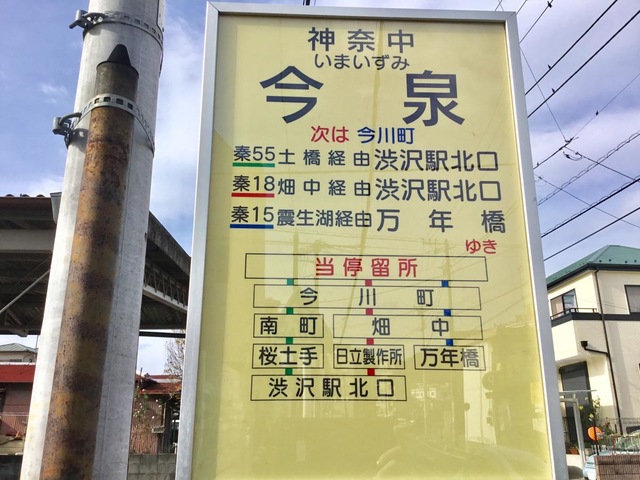 神奈中
いまいずみ
今泉
次は 今川町
秦55 土橋経由 渋沢駅北口
秦18 畑中経由 渋沢駅北口
秦15 震生湖経由 万年橋
ゆき
当停留所
今川町
南町 畑中
桜土手 日立製作所 万年橋
渋沢駅北口